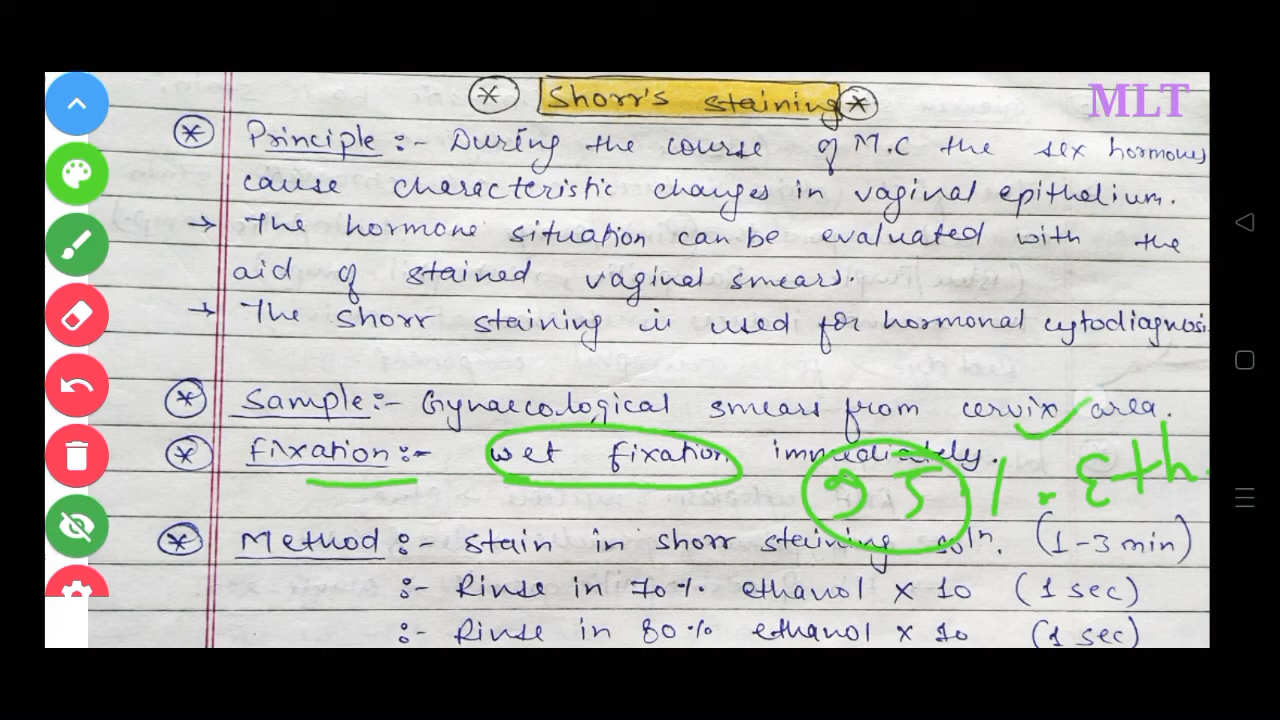 * Shorr's staining *
MLT
* Principle :- During the course of M.C the sex hormones
cause characteristic changes in vaginal epithelium.
→ The hormone situation can be evaluated with the
aid of stained vaginal smears.
→ The shorr staining is used for hormonal cytodiagnosis
* Sample :- Gynaecological smears from cervix area.
* Fixation :- wet fixation immediately.
95 %. Eth.
* Method :- stain in shorr staining soln. (1-3 min)
:- Rinse in 70% ethanol x 10 (1 sec)
:- Rinse in 80% ethanol x 10 (1 sec)